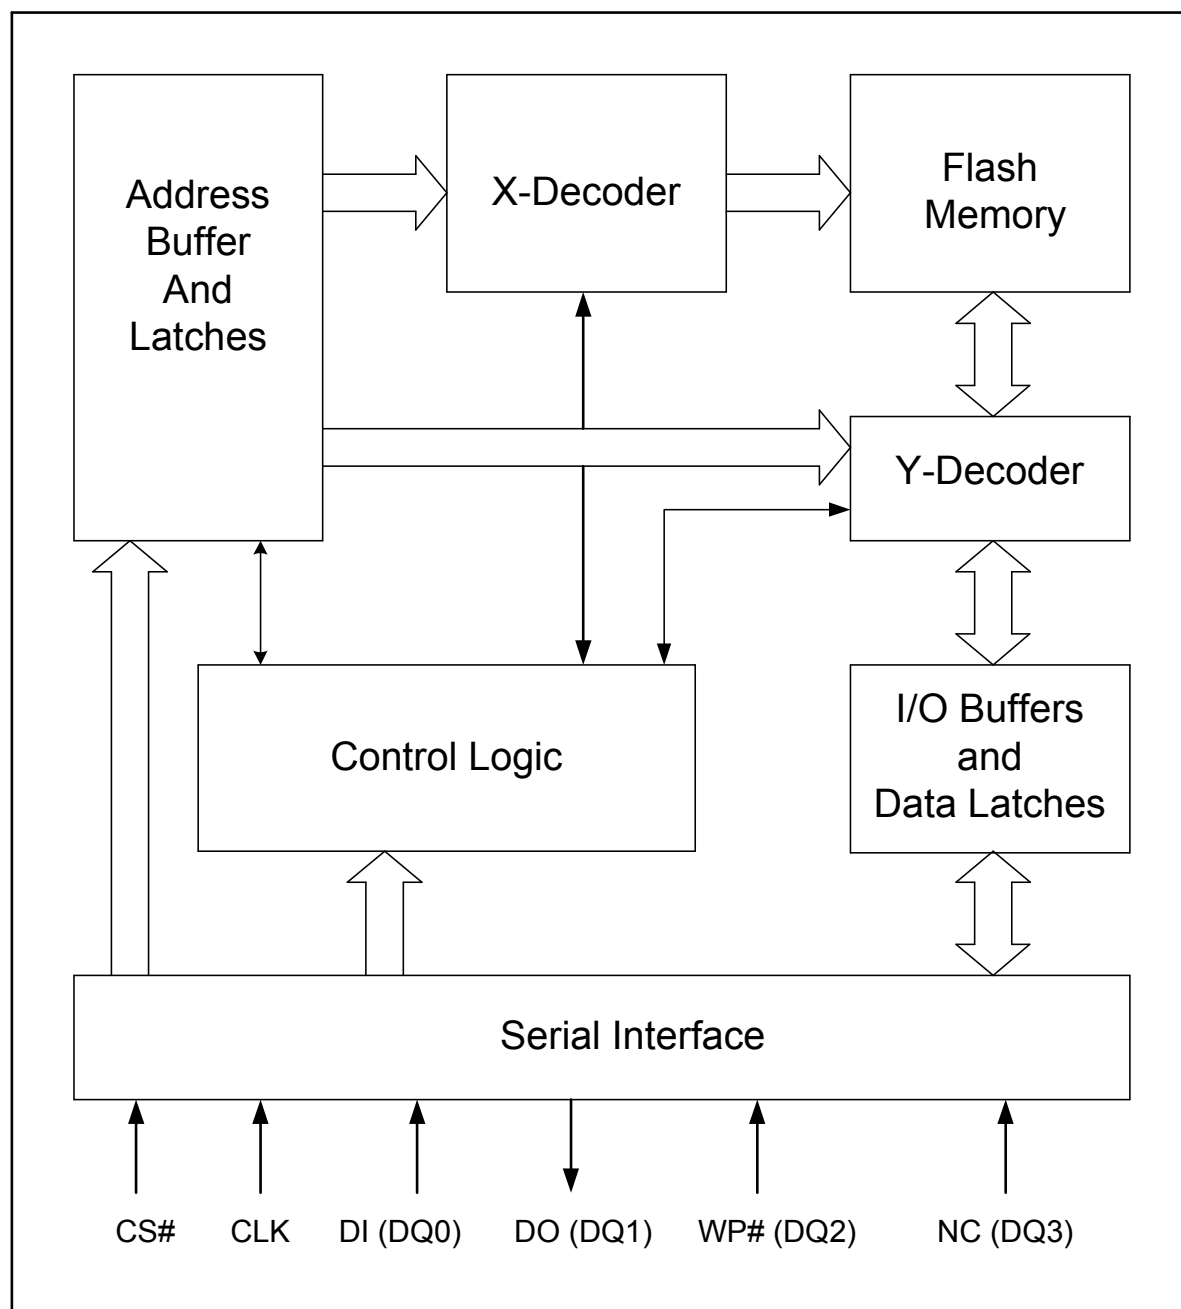 Address
Buffer
And
Latches
X-Decoder
Flash
Memory
Y-Decoder
Control Logic
I/O Buffers
and
Data Latches
Serial Interface
CS#
CLK
DI (DQ0)
DO (DQ1)
WP# (DQ2)
NC (DQ3)